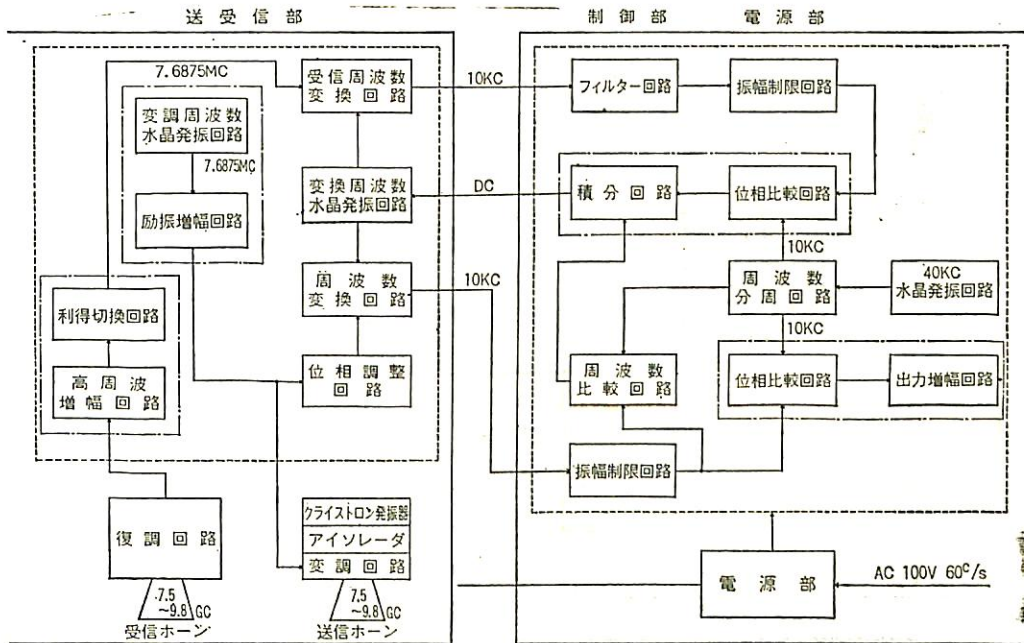 送受信部
制御部
電源部
7.6875MC
受信周波数
変換回路
10KC
フィルター回路
振幅制限回路
変調周波数
水晶発振回路
7.6875MC
励振増幅回路
変換周波数
水晶発振回路
DC
積分回路
位相比較回路
10KC
周波数
変換回路
10KC
周波数
分周回路
40KC
水晶発振回路
10KC
利得切換回路
高周波
増幅回路
位相調整
回路
周波数
比較回路
位相比較回路
出力増幅回路
振幅制限回路
復調回路
クライストロン発振器
アイソレータ
変調回路
電源部
AC 100V 60ᶜ/s
7.5
~9.8GC
受信ホーン
7.5
~9.8GC
送信ホーン